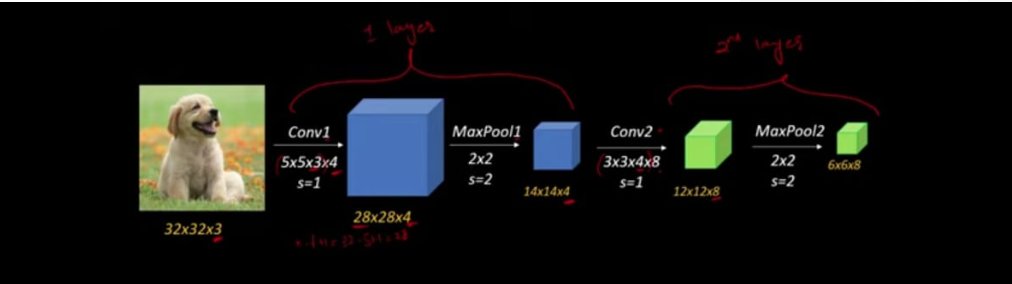 1 layer
2nd layer
Conv1
5x5x3x4
s=1
MaxPool1
2x2
s=2
Conv2
(3x3x4x8)
s=1
MaxPool2
2x2
s=2
32x32x3
28x28x4
14x14x4
12x12x8
6x6x8